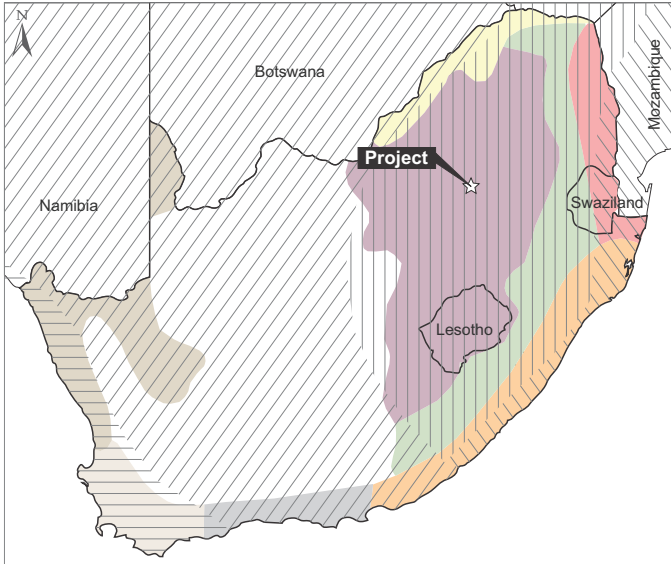 N
Botswana
Mozambique
Project
Namibia
Swaziland
Lesotho